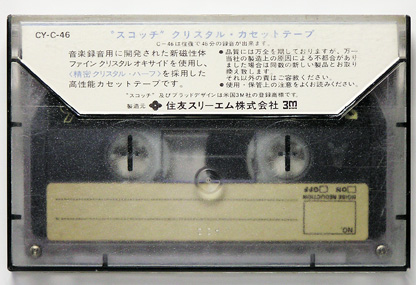 CY-C-46
"スコッチ" クリスタル・カセットテープ
C-46は往復で46分の録音が出来ます。
音楽録音用に開発された新磁性体
ファイン クリスタル オキサイドを使用し、
〈精密クリスタル・ハーフ〉を採用した
高性能カセットテープです。
●品質には万全を期しておりますが、万一
当社の製造上の原因による不都合があり
ました場合は同数の新しい製品とお取り
換え致します。
それ以外の責はご容赦ください。
●使用・保管上の注意をよくお読みください。
"スコッチ" 及びプラッドデザインは米国3M社の登録商標です。
製造元 住友スリーエム株式会社 3M
NO.
NOISE REDUCTION
□ON □OFF